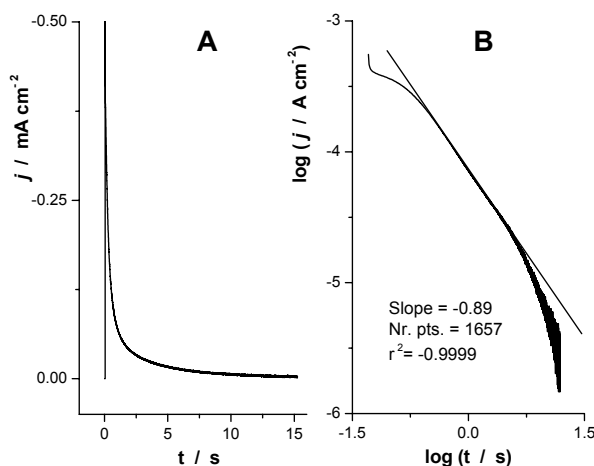 A
-0.50
-0.25
0.00
0
5
10
15
j / mA cm-2
t / s
B
-3
-4
-5
-6
-1.5
0.0
1.5
log (j / A cm-2)
log (t / s)
Slope = -0.89
Nr. pts. = 1657
r2= -0.9999